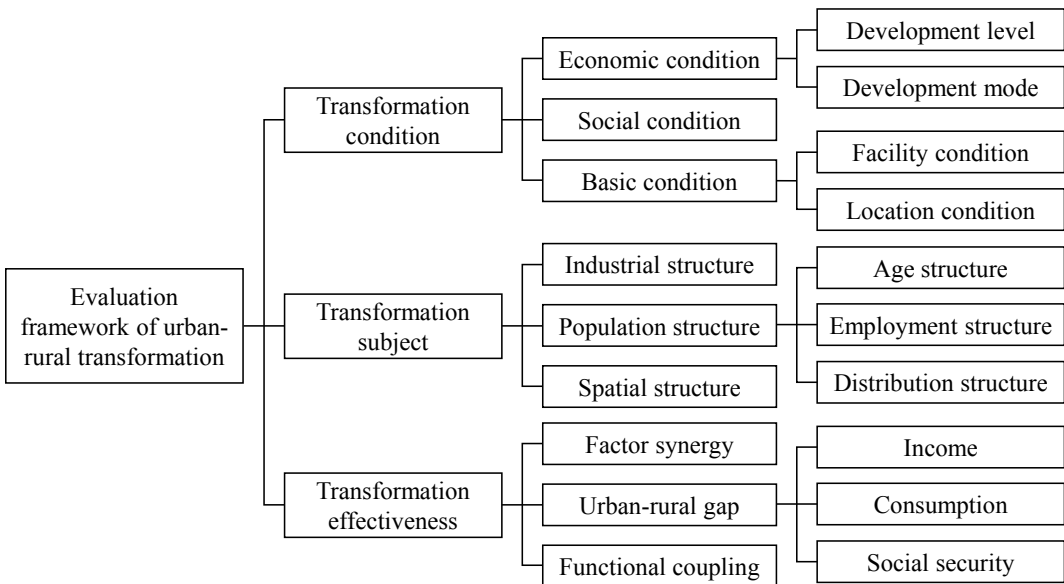 Evaluation
framework of urban-
rural transformation
Transformation
condition
Economic condition
Development level
Development mode
Social condition
Basic condition
Facility condition
Location condition
Transformation
subject
Industrial structure
Population structure
Age structure
Employment structure
Distribution structure
Spatial structure
Transformation
effectiveness
Factor synergy
Urban-rural gap
Income
Consumption
Social security
Functional coupling